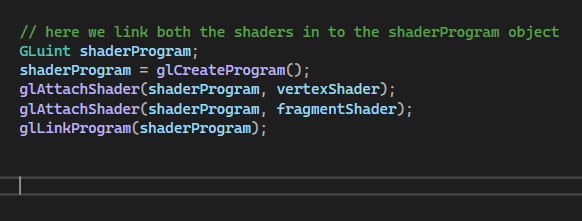 // here we link both the shaders in to the shaderProgram object
GLuint shaderProgram;
shaderProgram = glCreateProgram();
glAttachShader(shaderProgram, vertexShader);
glAttachShader(shaderProgram, fragmentShader);
glLinkProgram(shaderProgram);